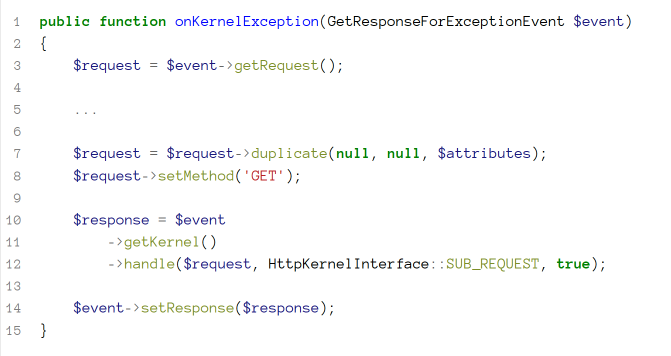 1 public function onKernelException(GetResponseForExceptionEvent $event)
2 {
3     $request = $event->getRequest();
4
5     ...
6
7     $request = $request->duplicate(null, null, $attributes);
8     $request->setMethod('GET');
9
10     $response = $event
11         ->getKernel()
12         ->handle($request, HttpKernelInterface::SUB_REQUEST, true);
13
14     $event->setResponse($response);
15 }